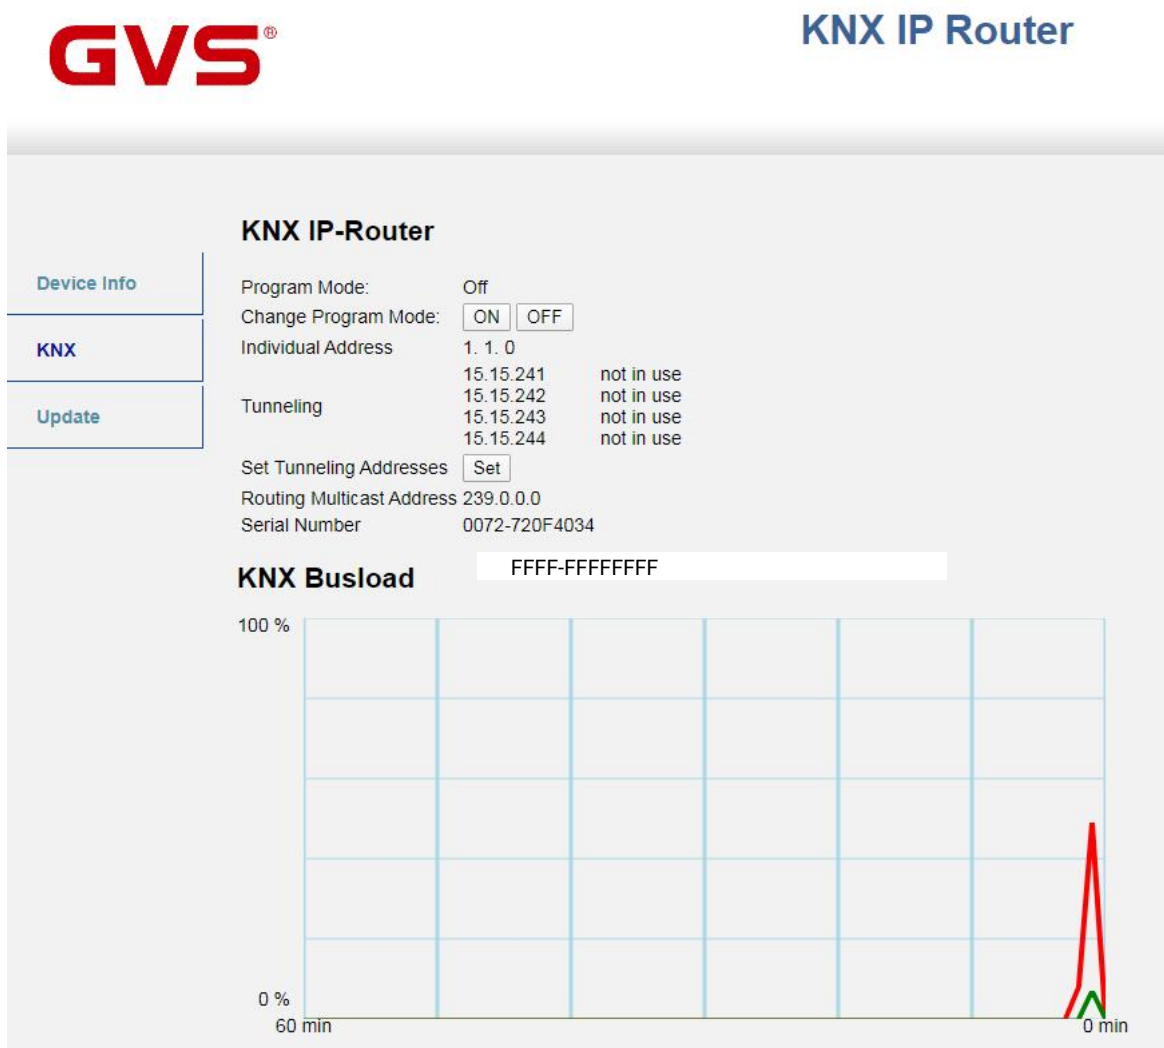 GVS®
KNX IP Router
Device Info
KNX
Update
KNX IP-Router
Program Mode: Off
Change Program Mode: ON OFF
Individual Address 1. 1. 0
Tunneling
15.15.241 not in use
15.15.242 not in use
15.15.243 not in use
15.15.244 not in use
Set Tunneling Addresses Set
Routing Multicast Address 239.0.0.0
Serial Number 0072-720F4034
FFFF-FFFFFFFF
KNX Busload
100 %
0 %
60 min 0 min